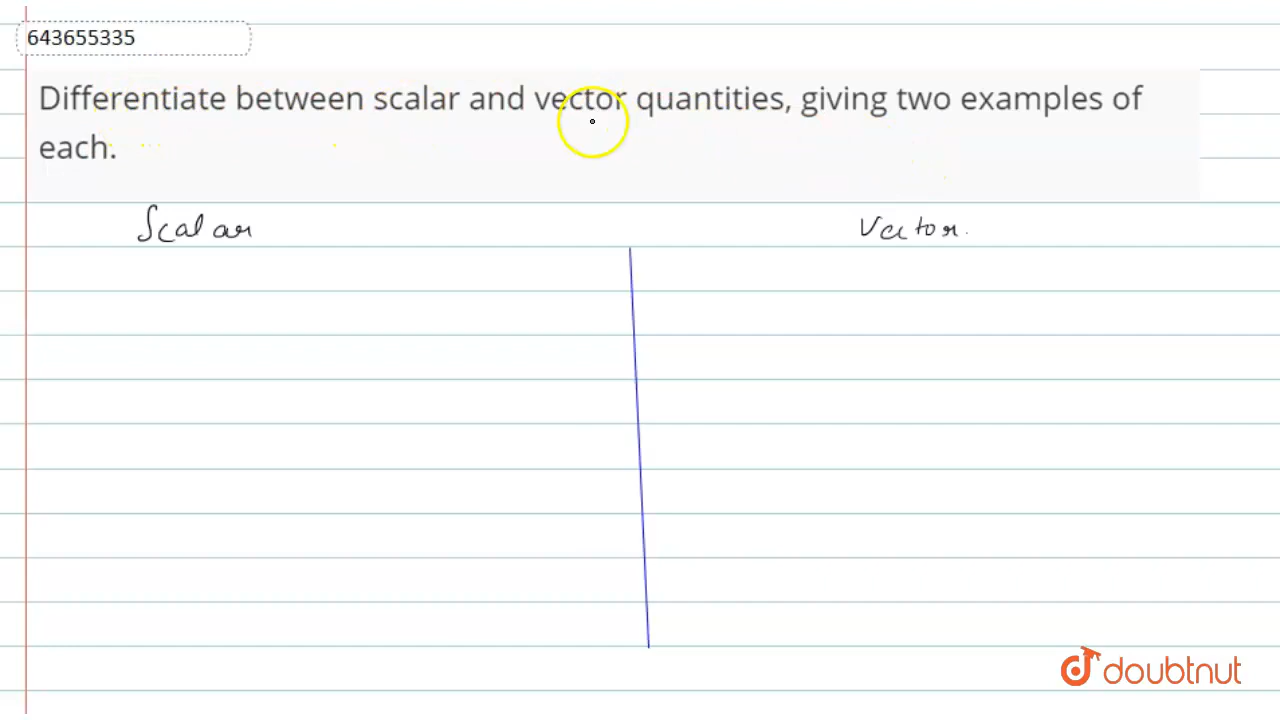 643655335
Differentiate between scalar and vector quantities, giving two examples of
each.
Scalar
Vector.
doubtnut